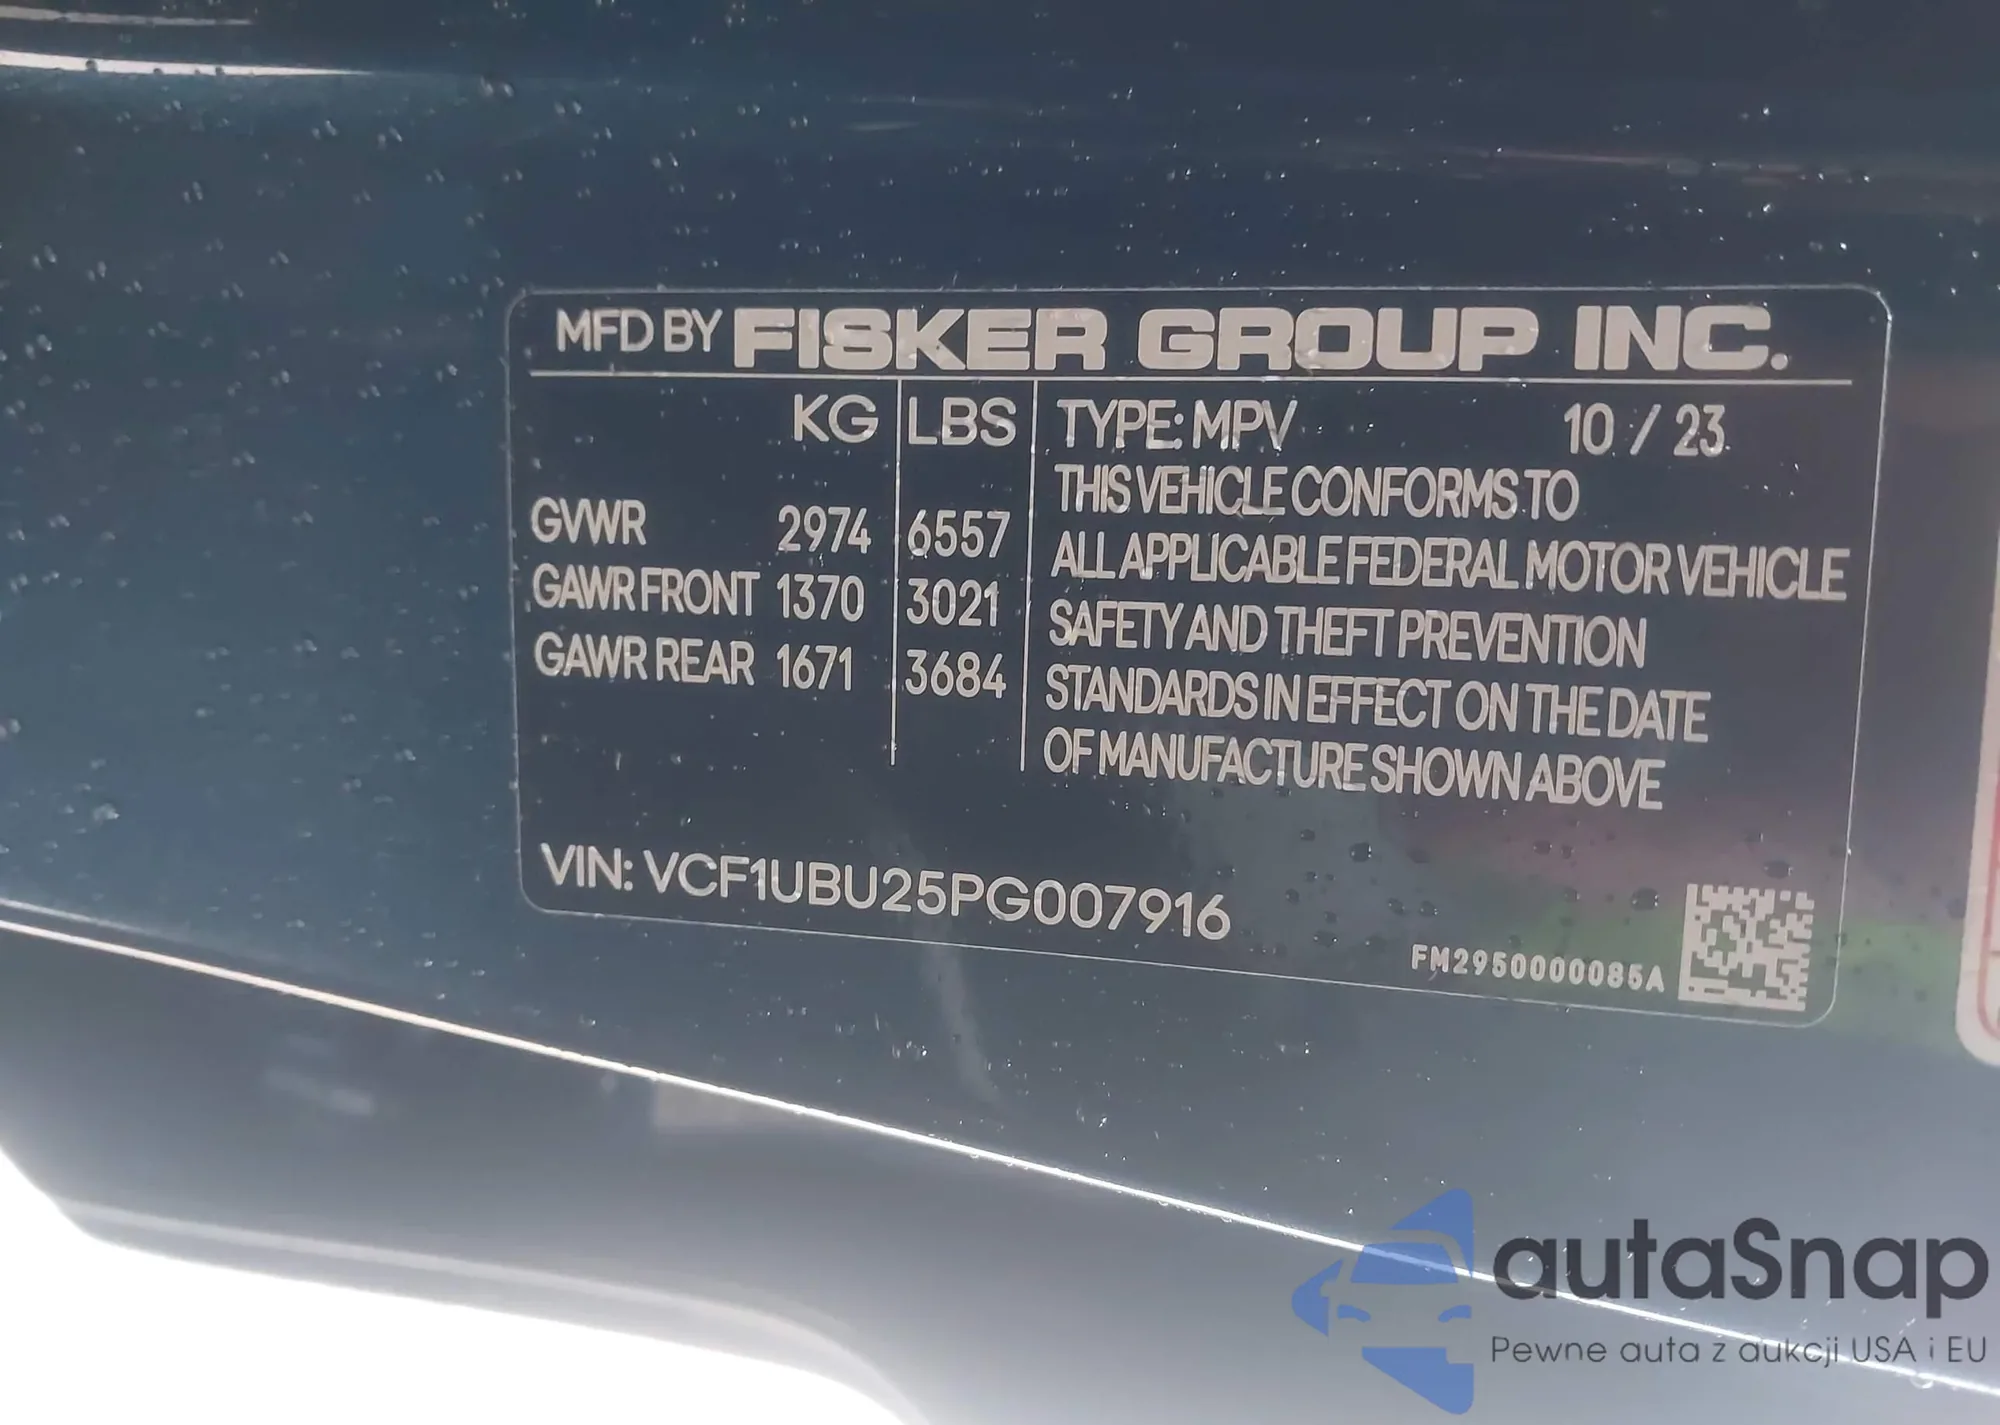 MFD BY FISKER GROUP INC.
KG LBS
GVWR 2974 6557
GAWR FRONT 1370 3021
GAWR REAR 1671 3684
TYPE: MPV 10 / 23
THIS VEHICLE CONFORMS TO
ALL APPLICABLE FEDERAL MOTOR VEHICLE
SAFETY AND THEFT PREVENTION
STANDARDS IN EFFECT ON THE DATE
OF MANUFACTURE SHOWN ABOVE
VIN: VCF1UBU25PG007916
FM2950000085A
autaSnap
Pewne auta z aukcji USA i EU